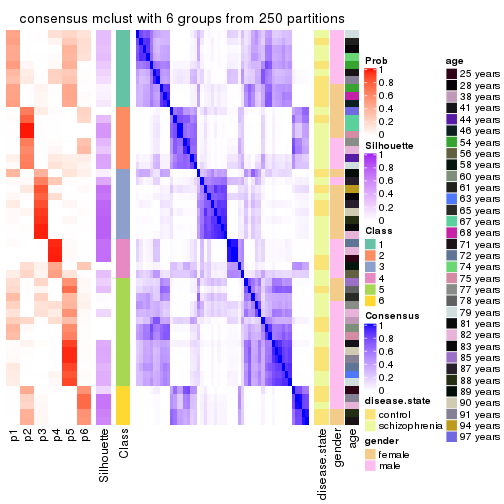 consensus mclust with 6 groups from 250 partitions
p1
p2
p3
p4
p5
p6
Silhouette
Class
disease.state
gender
age
Prob
1
0.8
0.6
0.4
0.2
0
Silhouette
1
0.8
0.6
0.4
0.2
0
Class
1
2
3
4
5
6
Consensus
1
0.8
0.6
0.4
0.2
0
disease.state
control
schizophrenia
gender
female
male
age
25 years
28 years
38 years
41 years
44 years
46 years
54 years
56 years
58 years
60 years
61 years
63 years
65 years
67 years
68 years
71 years
72 years
74 years
75 years
77 years
78 years
79 years
81 years
82 years
83 years
85 years
87 years
88 years
89 years
90 years
91 years
94 years
97 years